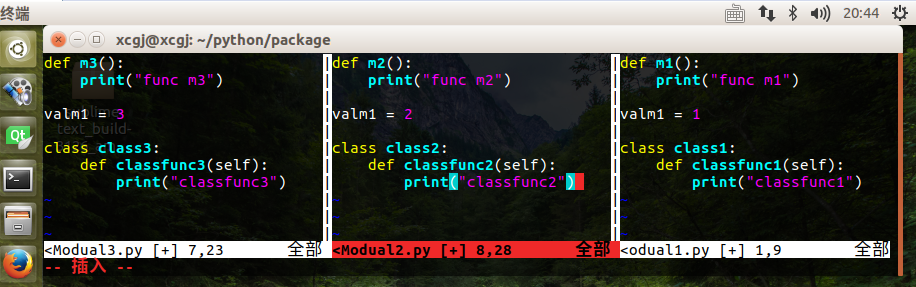 终端
20:44
xcgj@xcgj: ~/python/package
def m3():
print("func m3")
valm1 = 3
class class3:
def classfunc3(self):
print("classfunc3")
~
~
~
<Modual3.py [+] 7,23 全部
def m2():
print("func m2")
valm1 = 2
class class2:
def classfunc2(self):
print("classfunc2")
~
~
~
<Modual2.py [+] 8,28 全部
def m1():
print("func m1")
valm1 = 1
class class1:
def classfunc1(self):
print("classfunc1")
~
~
~
<odual1.py [+] 1,9 全部
-- 插入 --
text_build-
Qt